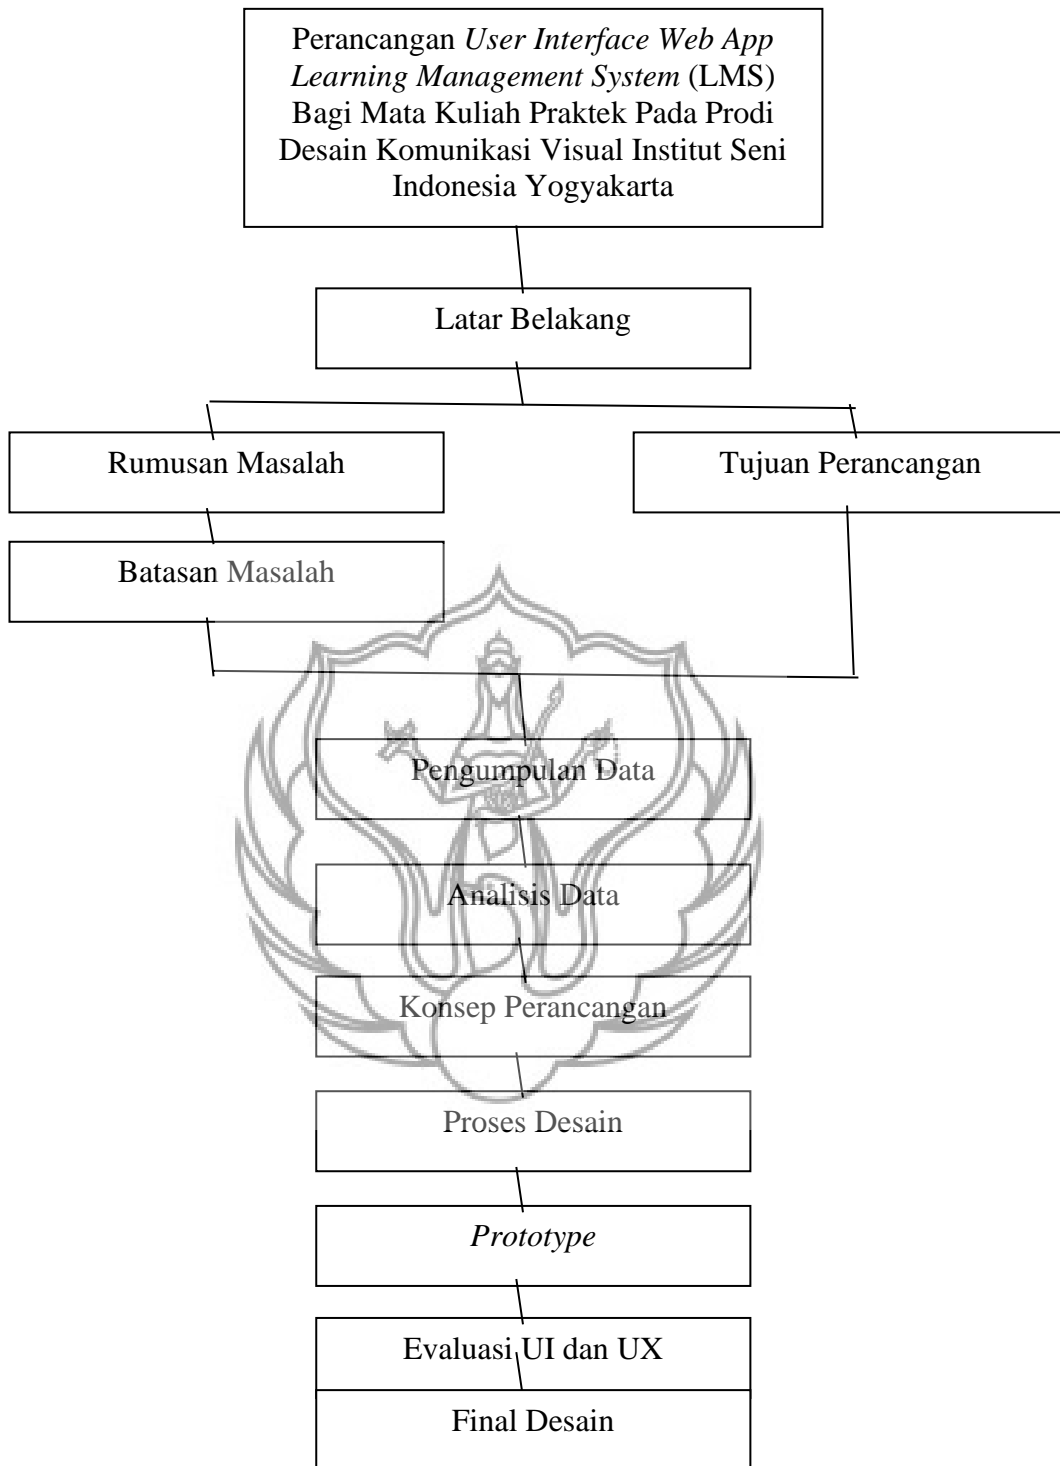 Perancangan User Interface Web App
Learning Management System (LMS)
Bagi Mata Kuliah Praktek Pada Prodi
Desain Komunikasi Visual Institut Seni
Indonesia Yogyakarta
Latar Belakang
Rumusan Masalah
Tujuan Perancangan
Batasan Masalah
Pengumpulan Data
Analisis Data
Konsep Perancangan
Proses Desain
Prototype
Evaluasi UI dan UX
Final Desain